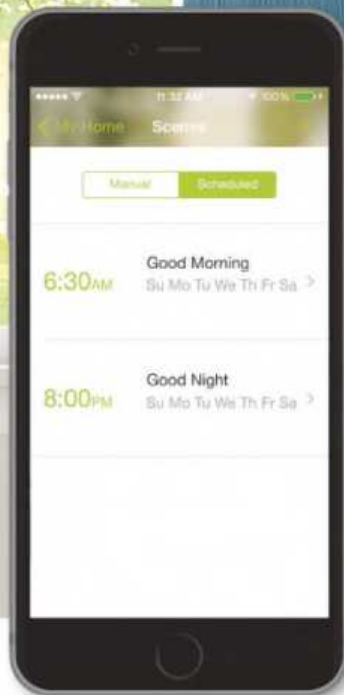 11:32 AM 100%
My Home Scenes
Manual Scheduled
6:30AM Good Morning
Su Mo Tu We Th Fr Sa
8:00PM Good Night
Su Mo Tu We Th Fr Sa